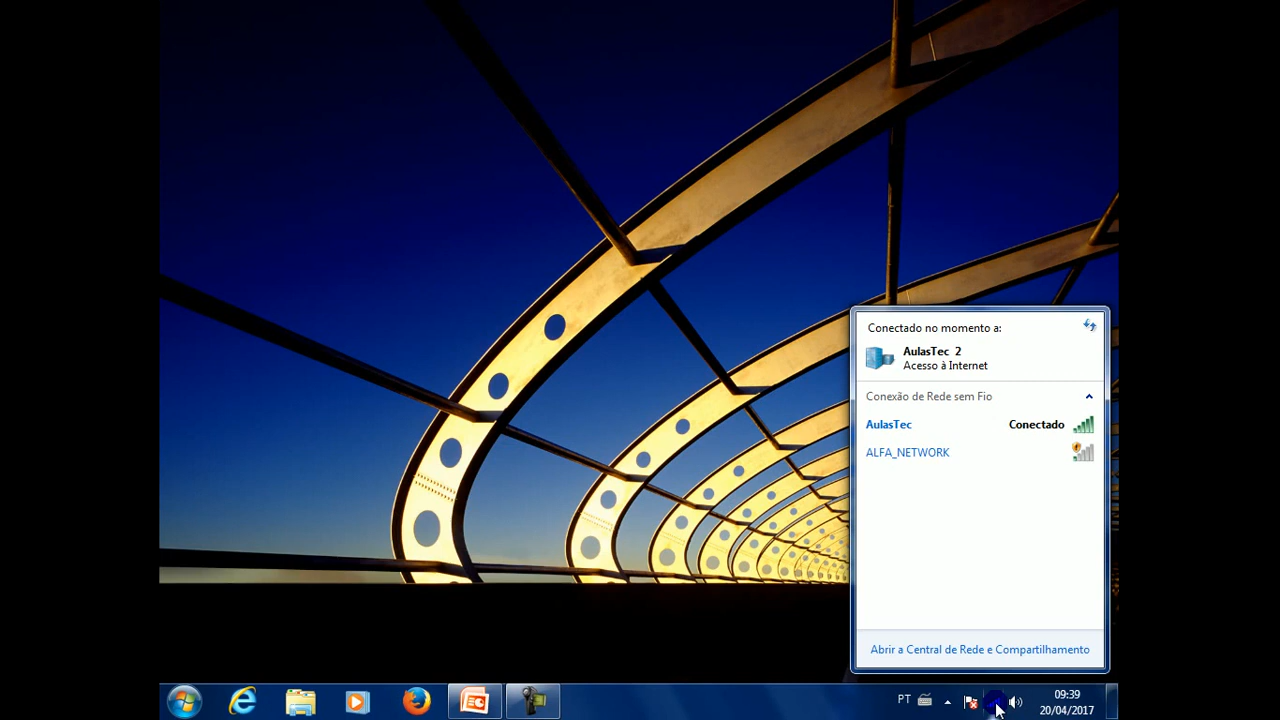 Conectado no momento a:
AulasTec 2
Acesso à Internet
Conexão de Rede sem Fio
AulasTec Conectado
ALFA_NETWORK
Abrir a Central de Rede e Compartilhamento
PT
09:39
20/04/2017